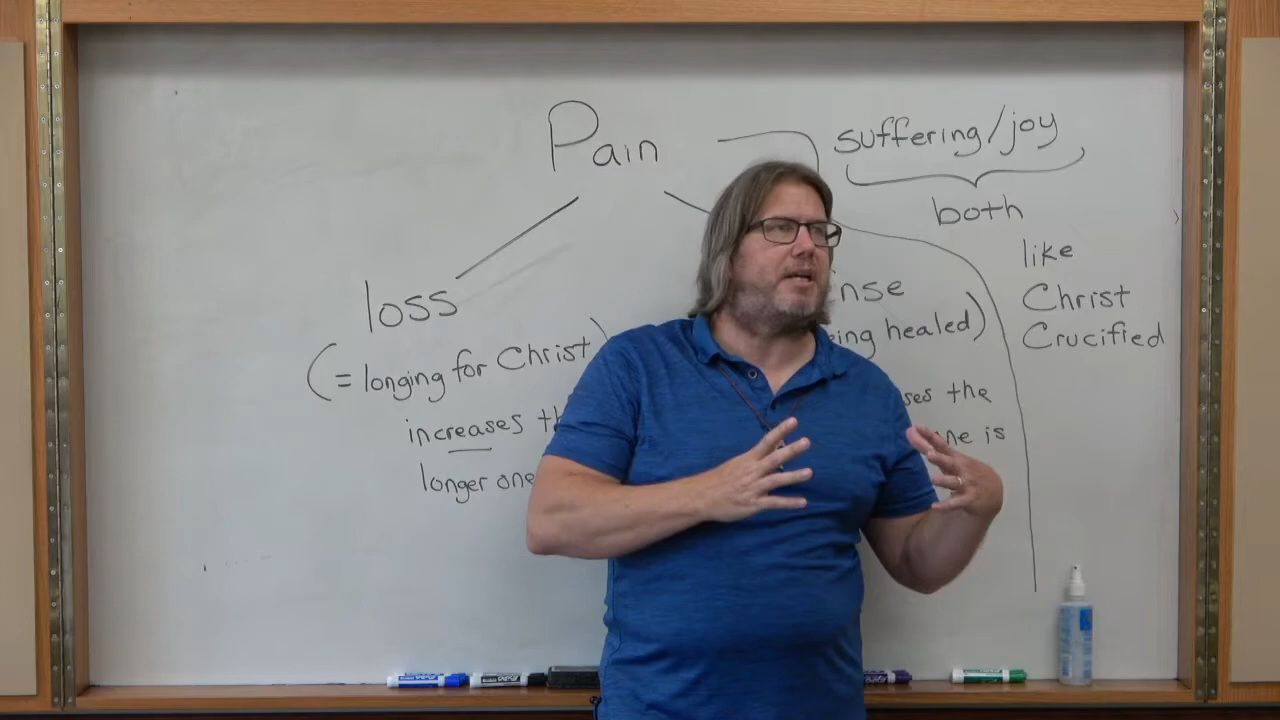 Pain
suffering/joy
both
like
Christ
Crucified
loss
(= longing for Christ)
increases th
longer one
nse
ing healed)
ses the
ne is